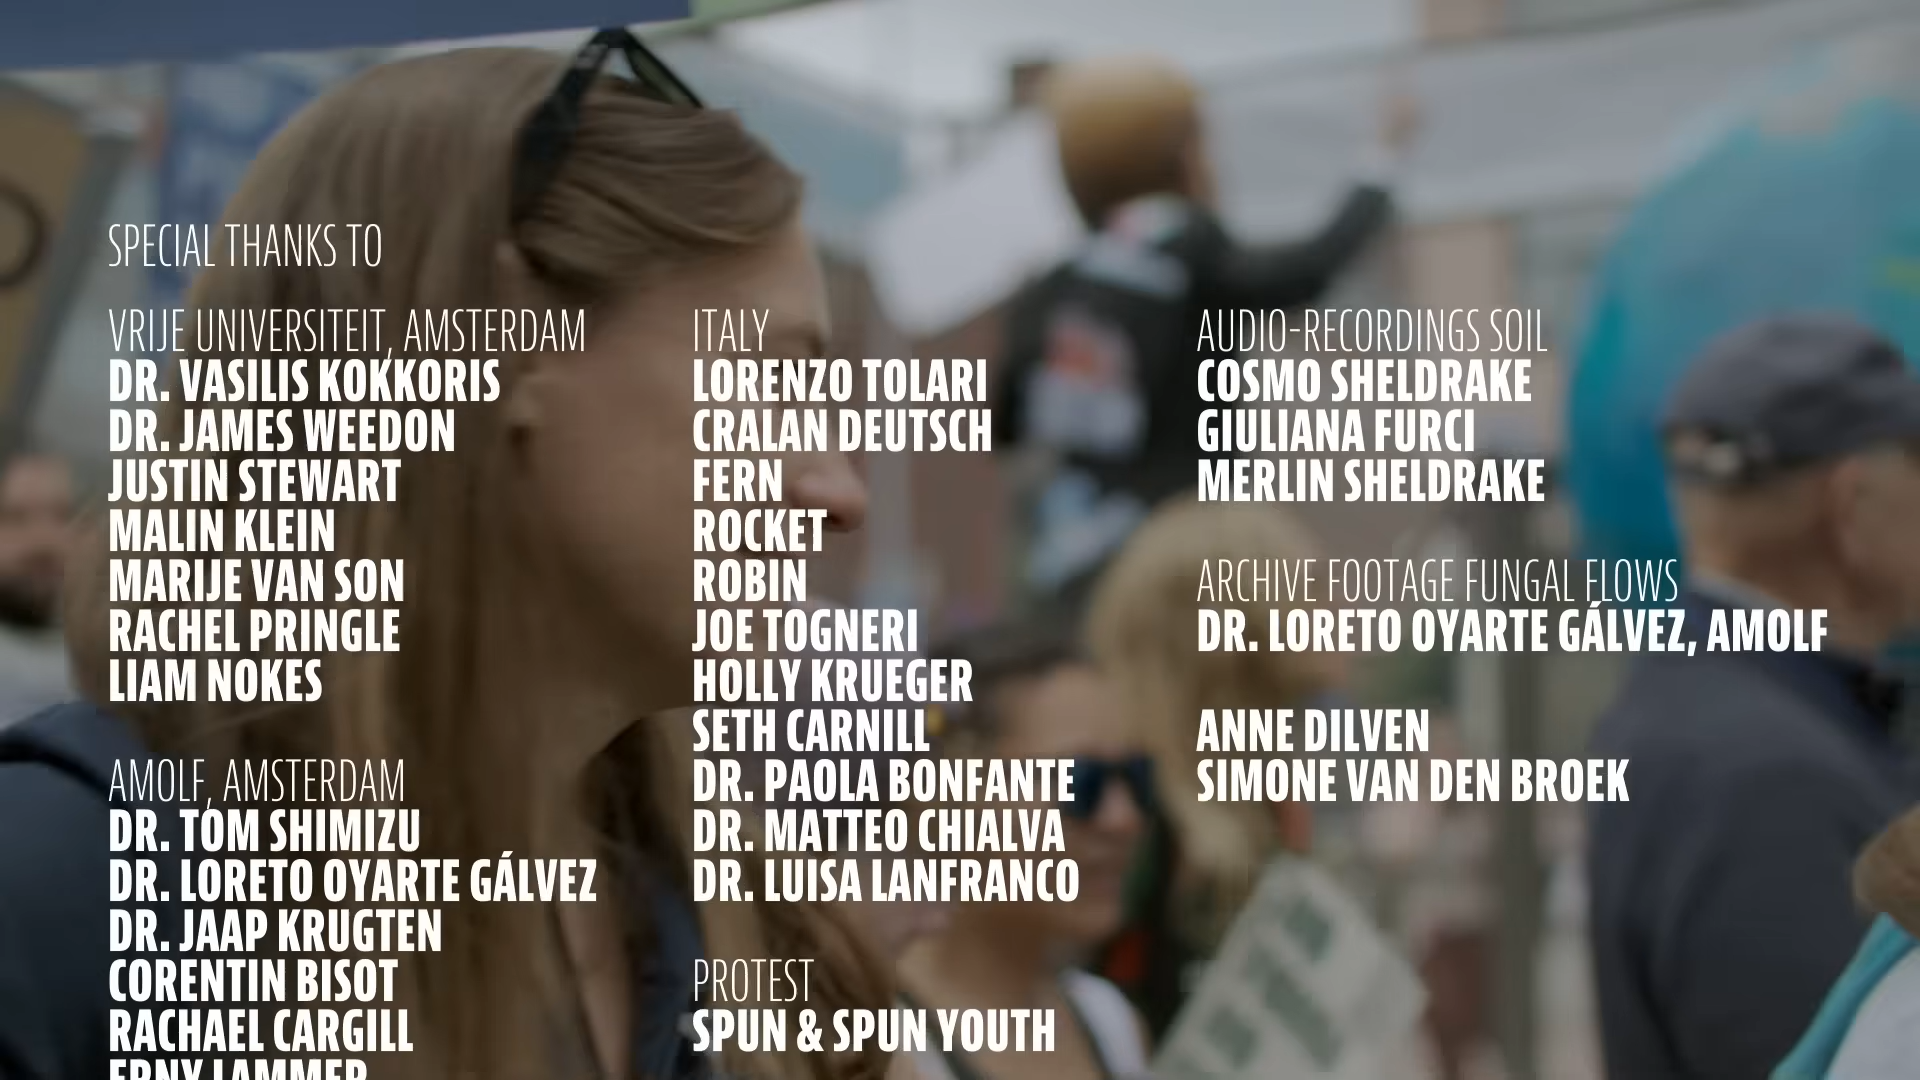 SPECIAL THANKS TO
VRIJE UNIVERSITEIT, AMSTERDAM
DR. VASILIS KOKKORIS
DR. JAMES WEEDON
JUSTIN STEWART
MALIN KLEIN
MARIJE VAN SON
RACHEL PRINGLE
LIAM NOKES
AMOLF, AMSTERDAM
DR. TOM SHIMIZU
DR. LORETO OYARTE GÁLVEZ
DR. JAAP KRUGTEN
CORENTIN BISOT
RACHAEL CARGILL
ITALY
LORENZO TOLARI
CRALAN DEUTSCH
FERN
ROCKET
ROBIN
JOE TOGNERI
HOLLY KRUEGER
SETH CARNILL
DR. PAOLA BONFANTE
DR. MATTEO CHIALVA
DR. LUISA LANFRANCO
PROTEST
SPUN & SPUN YOUTH
AUDIO-RECORDINGS SOIL
COSMO SHELDRAKE
GIULIANA FURCI
MERLIN SHELDRAKE
ARCHIVE FOOTAGE FUNGAL FLOWS
DR. LORETO OYARTE GÁLVEZ, AMOLF
ANNE DILVEN
SIMONE VAN DEN BROEK